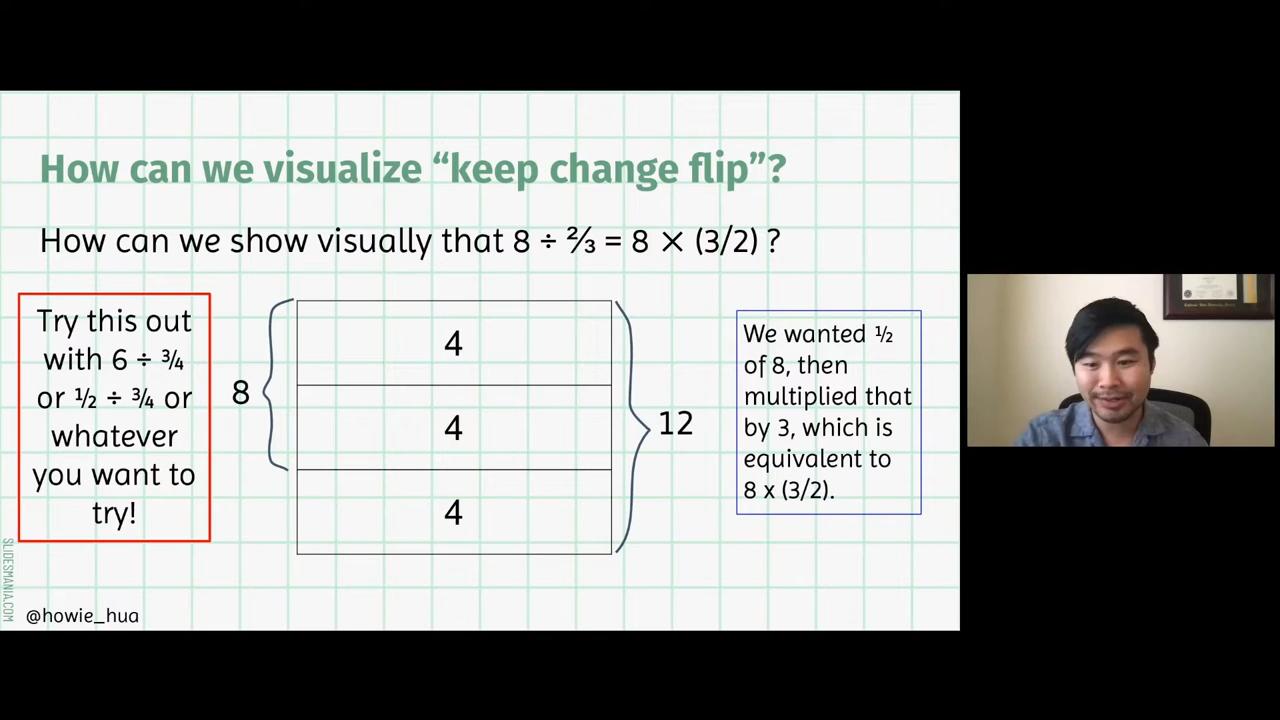 How can we visualize “keep change flip”?
How can we show visually that 8 ÷ ⅔ = 8 × (3/2) ?
Try this out
with 6 ÷ ¾
or ½ ÷ ¾ or
whatever
you want to
try!
8
4
4
4
12
We wanted ½
of 8, then
multiplied that
by 3, which is
equivalent to
8 x (3/2).
SLIDESMANIA.COM
@howie_hua